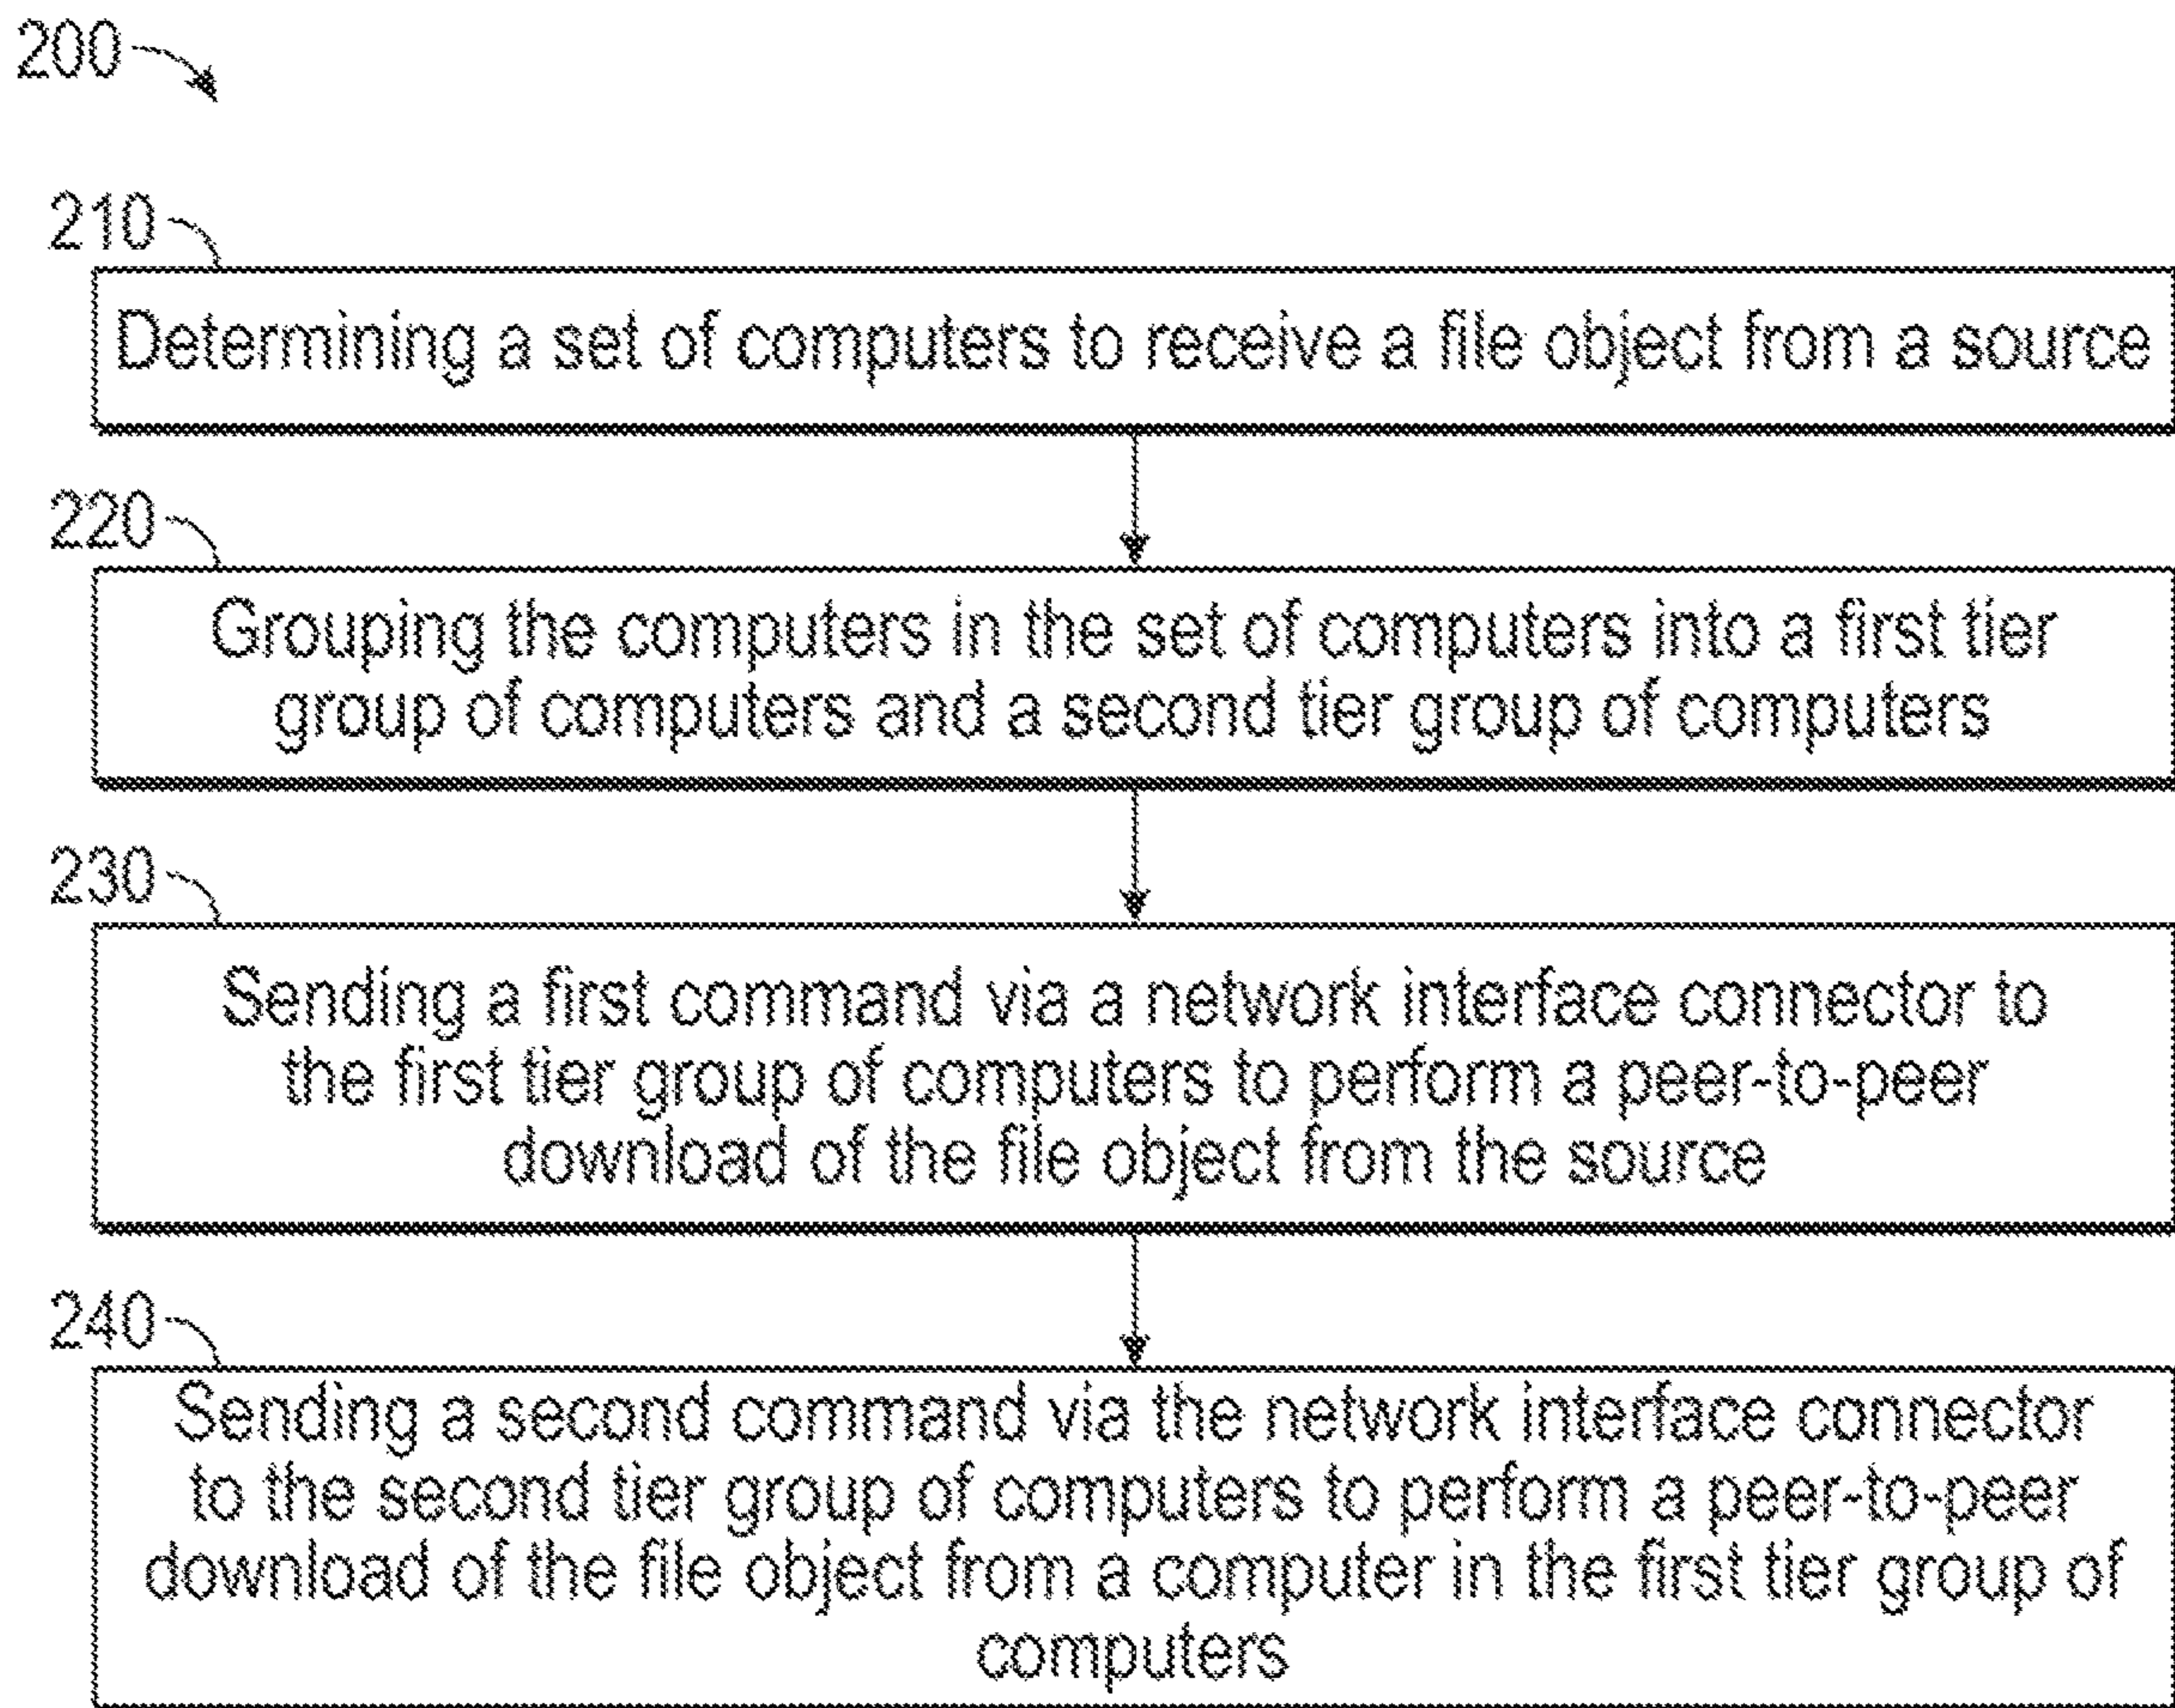 200
210
Determining a set of computers to receive a file object from a source
220
Grouping the computers in the set of computers into a first tier
group of computers and a second tier group of computers
230
Sending a first command via a network interface connector to
the first tier group of computers to perform a peer-to-peer
download of the file object from the source
240
Sending a second command via the network interface connector
to the second tier group of computers to perform a peer-to-peer
download of the file object from a computer in the first tier group of
computers